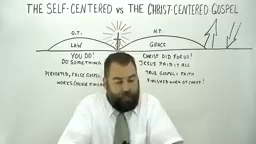 THE SELF-CENTERED VS THE CHRIST-CENTERED GOSPEL
O.T. N.T.
LAW GRACE
YOU DO! CHRIST DID FOR US!
DO SOMETHING. JESUS PAID IT ALL
PERVERTED, FALSE GOSPEL TRUE GOSPEL = FAITH
WORKS FINISHED WORK OF CHRIST!